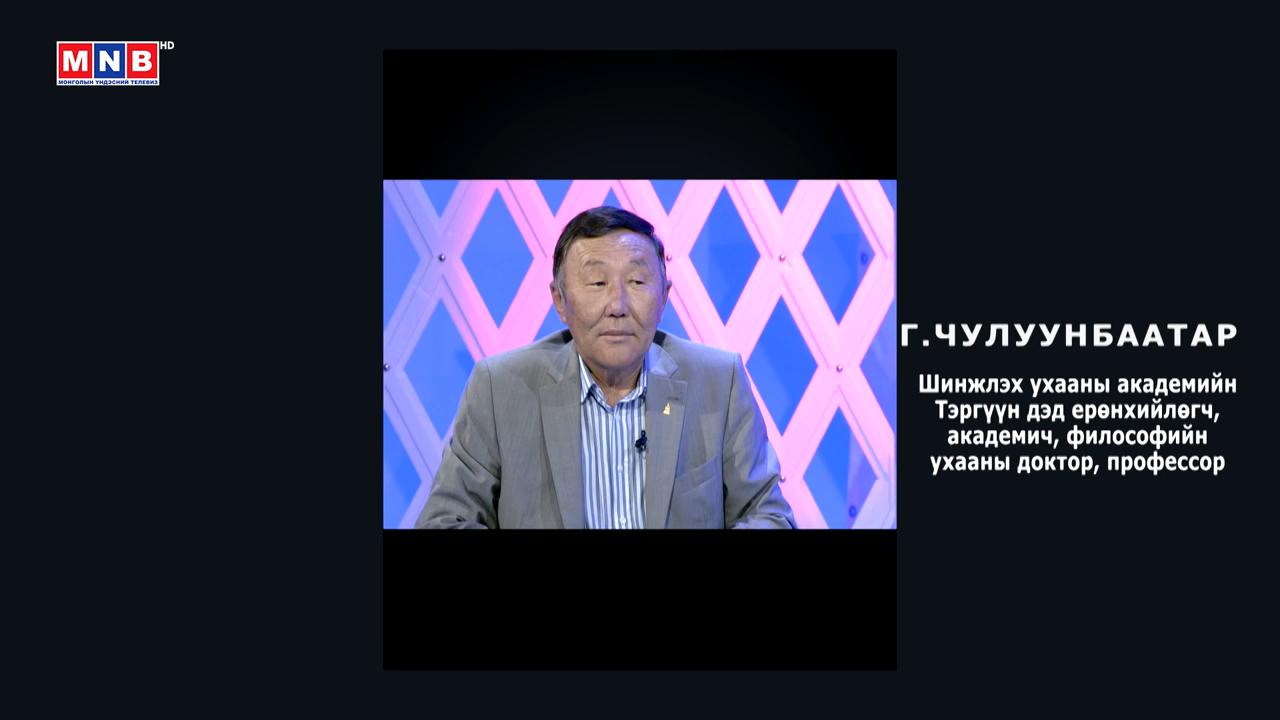 MNB HD
МОНГОЛЫН ҮНДЭСНИЙ ТЕЛЕВИЗ
Г.ЧУЛУУНБААТАР
Шинжлэх ухааны академийн
Тэргүүн дэд ерөнхийлөгч,
академич, философийн
ухааны доктор, профессор